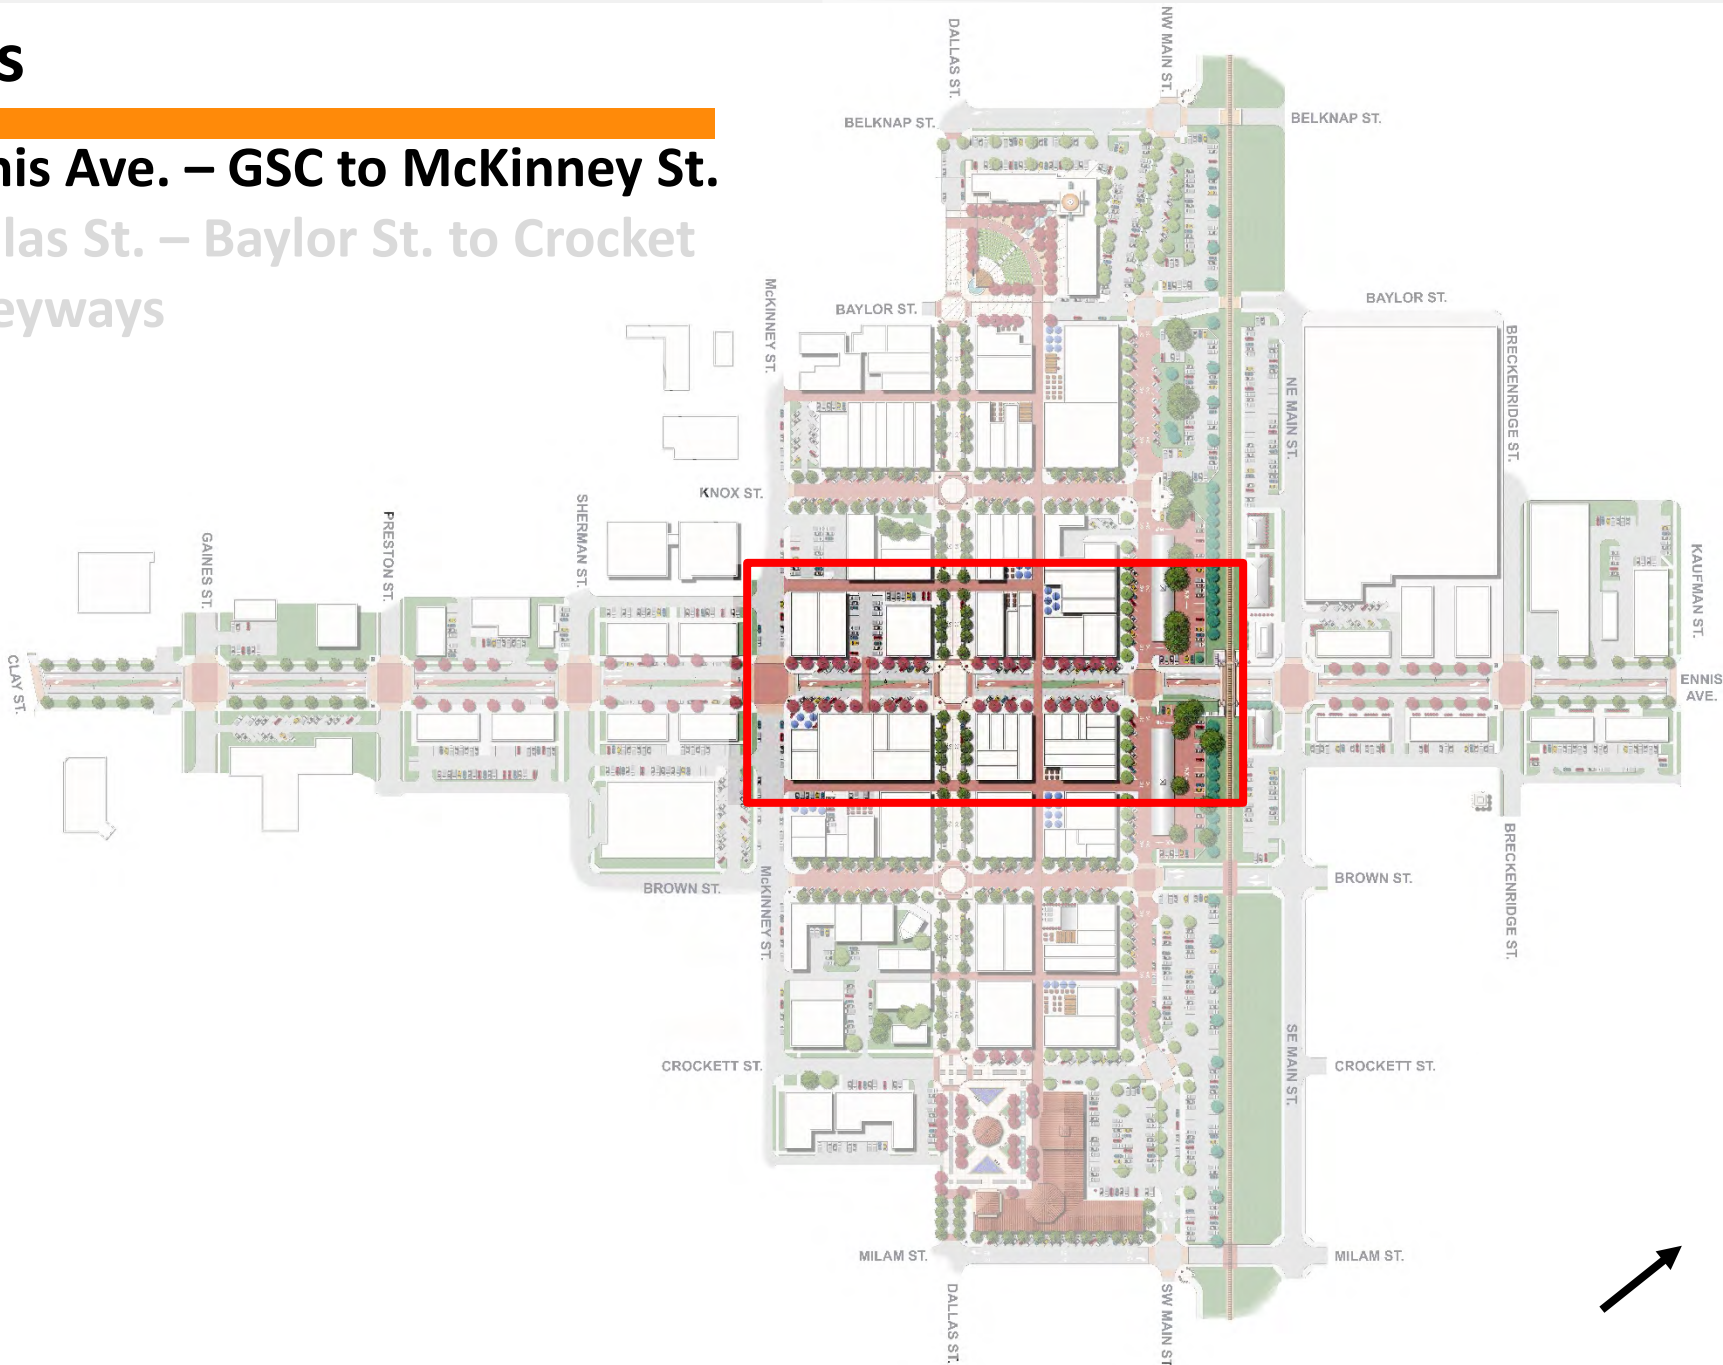 s
nis Ave. – GSC to McKinney St.
las St. – Baylor St. to Crocket
eyways
DALLAS ST.
NW MAIN ST.
BELKNAP ST.
BELKNAP ST.
McKINNEY ST.
BAYLOR ST.
BAYLOR ST.
BRECKENRIDGE ST.
NE MAIN ST.
KNOX ST.
SHERMAN ST.
PRESTON ST.
GAINES ST.
KAUFMAN ST.
CLAY ST.
ENNIS
AVE.
BROWN ST.
McKINNEY ST.
BROWN ST.
BRECKENRIDGE ST.
CROCKETT ST.
SE MAIN ST.
CROCKETT ST.
MILAM ST.
MILAM ST.
DALLAS ST.
SW MAIN ST